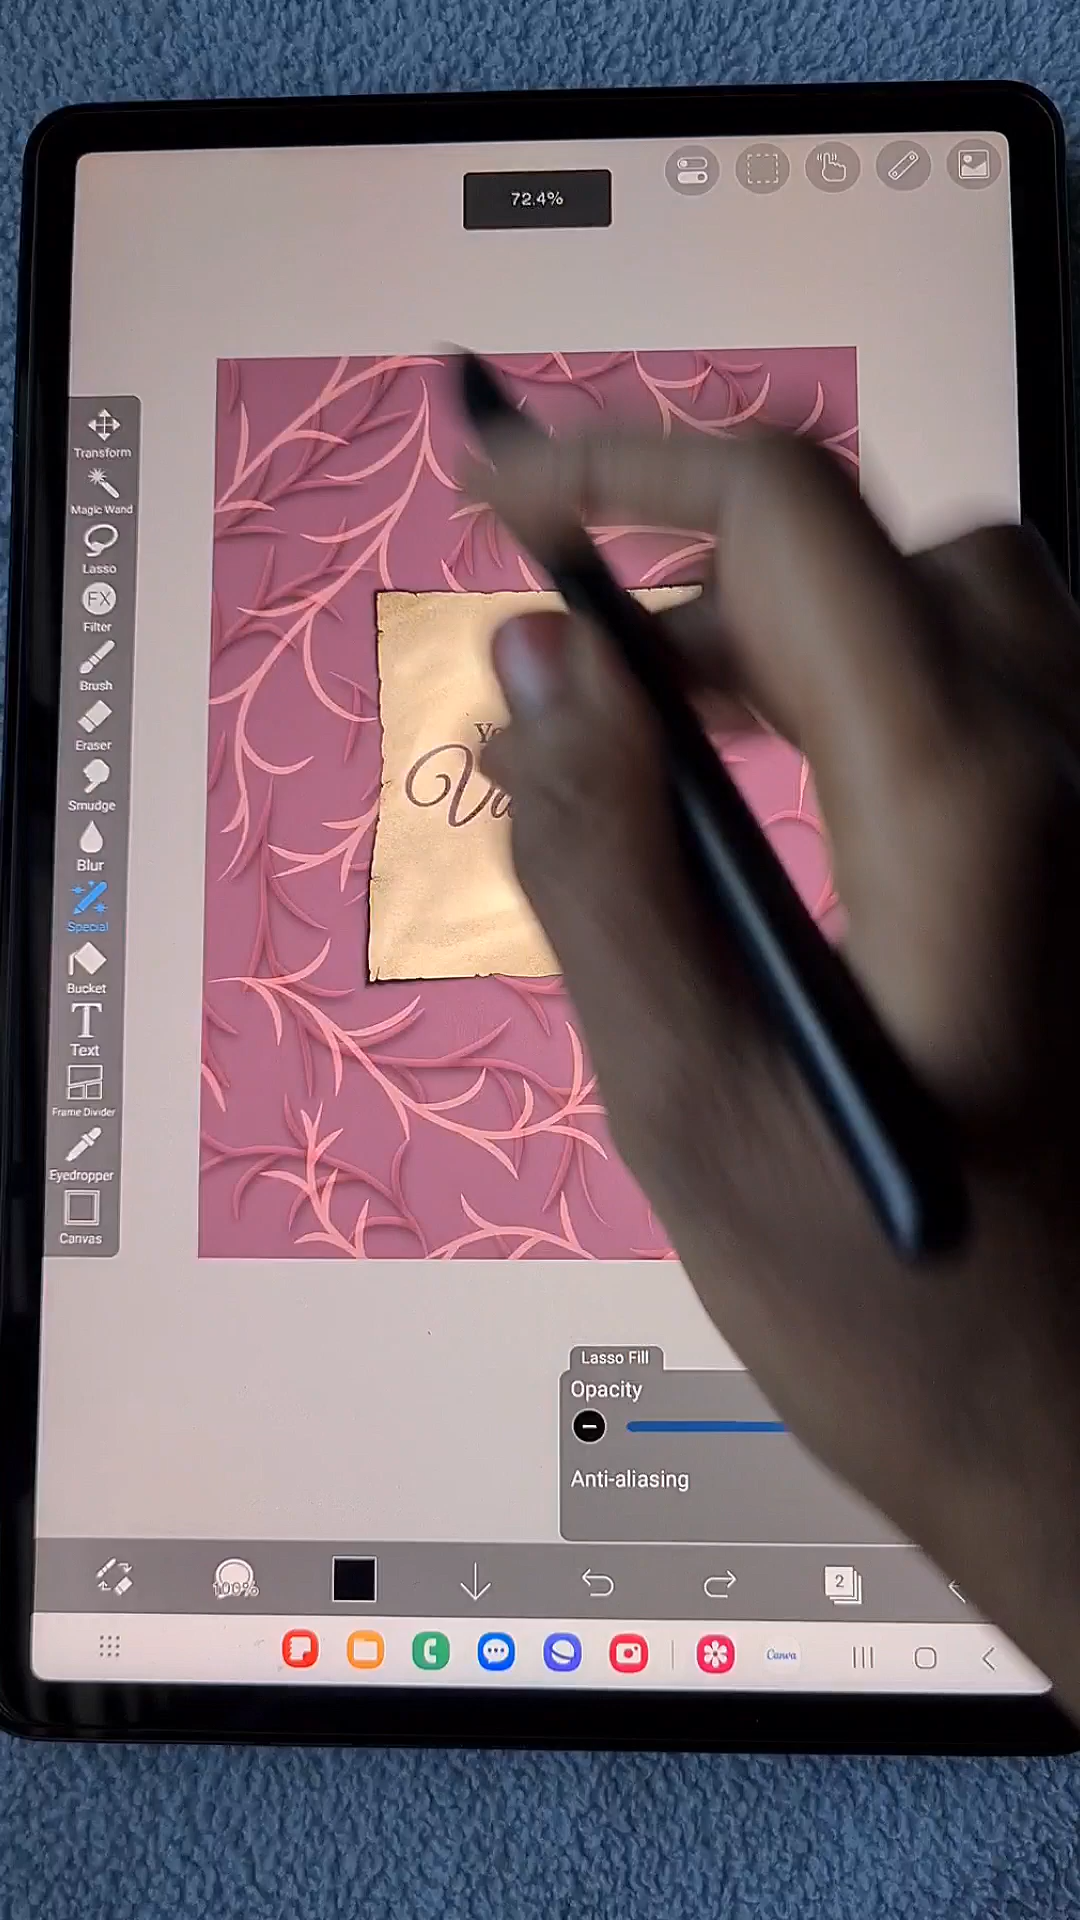 72.4%
Transform
Magic Wand
Lasso
FX
Filter
Brush
Eraser
Smudge
Blur
Special
Bucket
T
Text
Frame Divider
Eyedropper
Canvas
Lasso Fill
Opacity
Anti-aliasing
100%
2
Canva